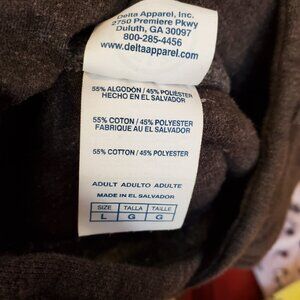 Delta Apparel, Inc.
2750 Premiere Pkwy
Duluth, GA 30097
800-285-4456
www.deltaapparel.com
55% ALGODÓN / 45% POLIÉSTER
HECHO EN EL SALVADOR
55% COTON / 45% POLYESTER
FABRIQUE AU EL SALVADOR
55% COTTON / 45% POLYESTER
ADULT ADULTO ADULTE
MADE IN EL SALVADOR
SIZE TALLA TAILLE
L G G